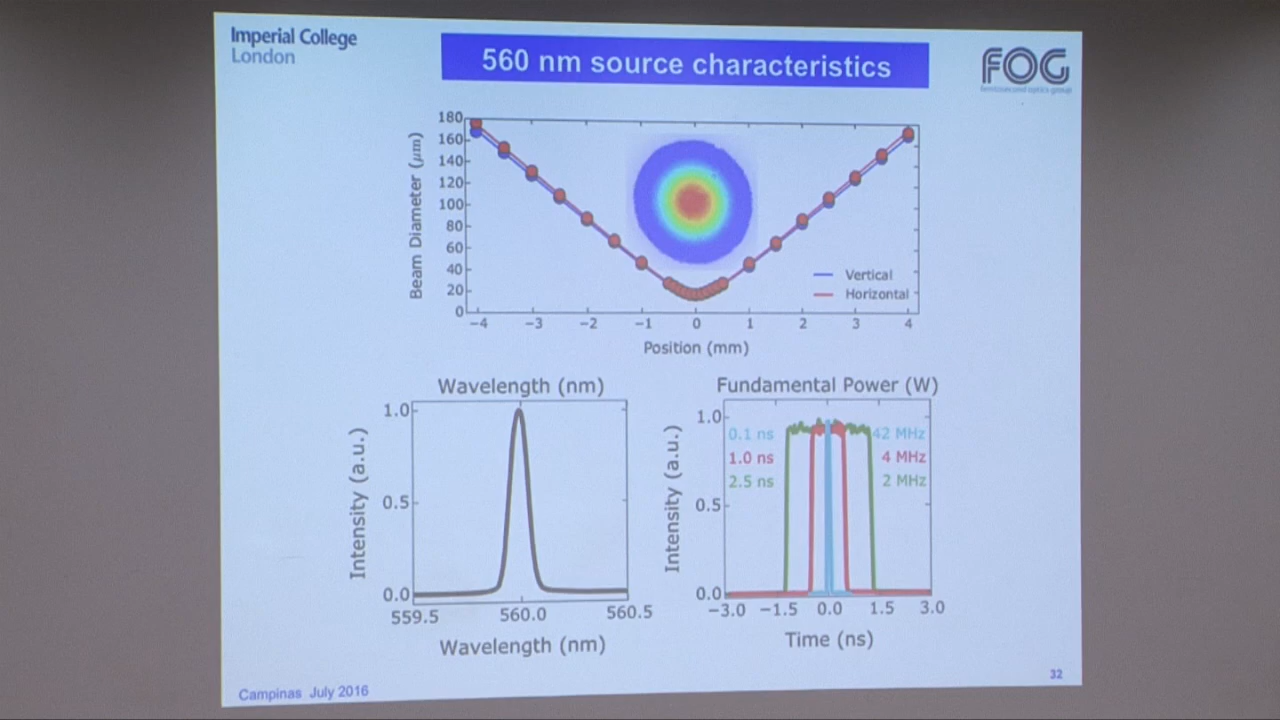 Imperial College
London
560 nm source characteristics
FOG
femtosecond optics group
Beam Diameter (μm)
180
160
140
120
100
80
60
40
20
0
Vertical
Horizontal
−4 −3 −2 −1 0 1 2 3 4
Position (mm)
Wavelength (nm)
Intensity (a.u.)
1.0
0.5
0.0
559.5 560.0 560.5
Wavelength (nm)
Fundamental Power (W)
Intensity (a.u.)
1.0
0.5
0.0
0.1 ns 42 MHz
1.0 ns 4 MHz
2.5 ns 2 MHz
−3.0 −1.5 0.0 1.5 3.0
Time (ns)
Campinas July 2016
32